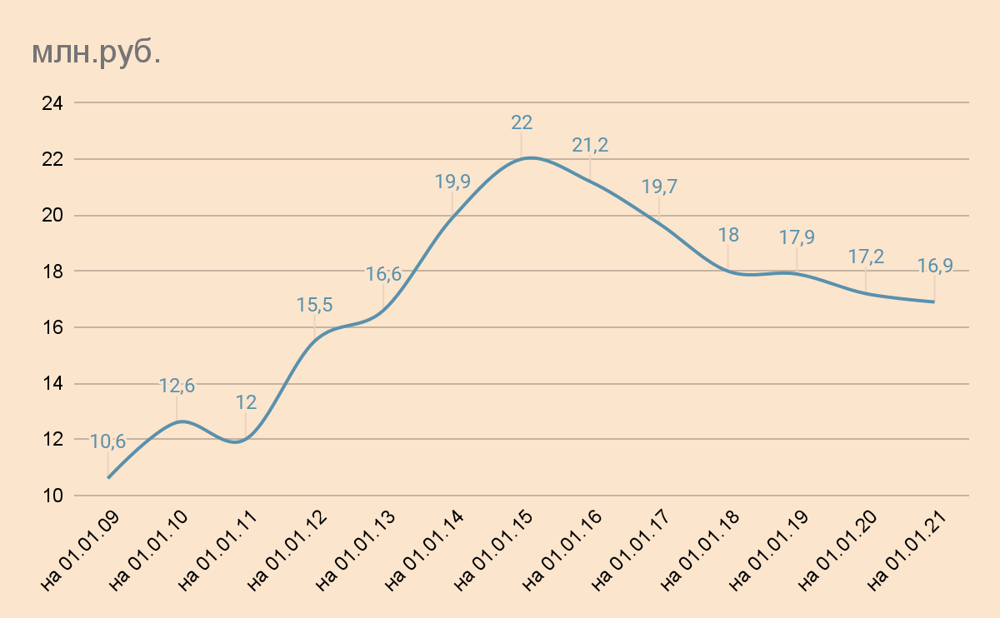 млн.руб.
24
22
20
18
16
14
12
10
10,6
12,6
12
15,5
16,6
19,9
22
21,2
19,7
18
17,9
17,2
16,9
на 01.01.09
на 01.01.10
на 01.01.11
на 01.01.12
на 01.01.13
на 01.01.14
на 01.01.15
на 01.01.16
на 01.01.17
на 01.01.18
на 01.01.19
на 01.01.20
на 01.01.21